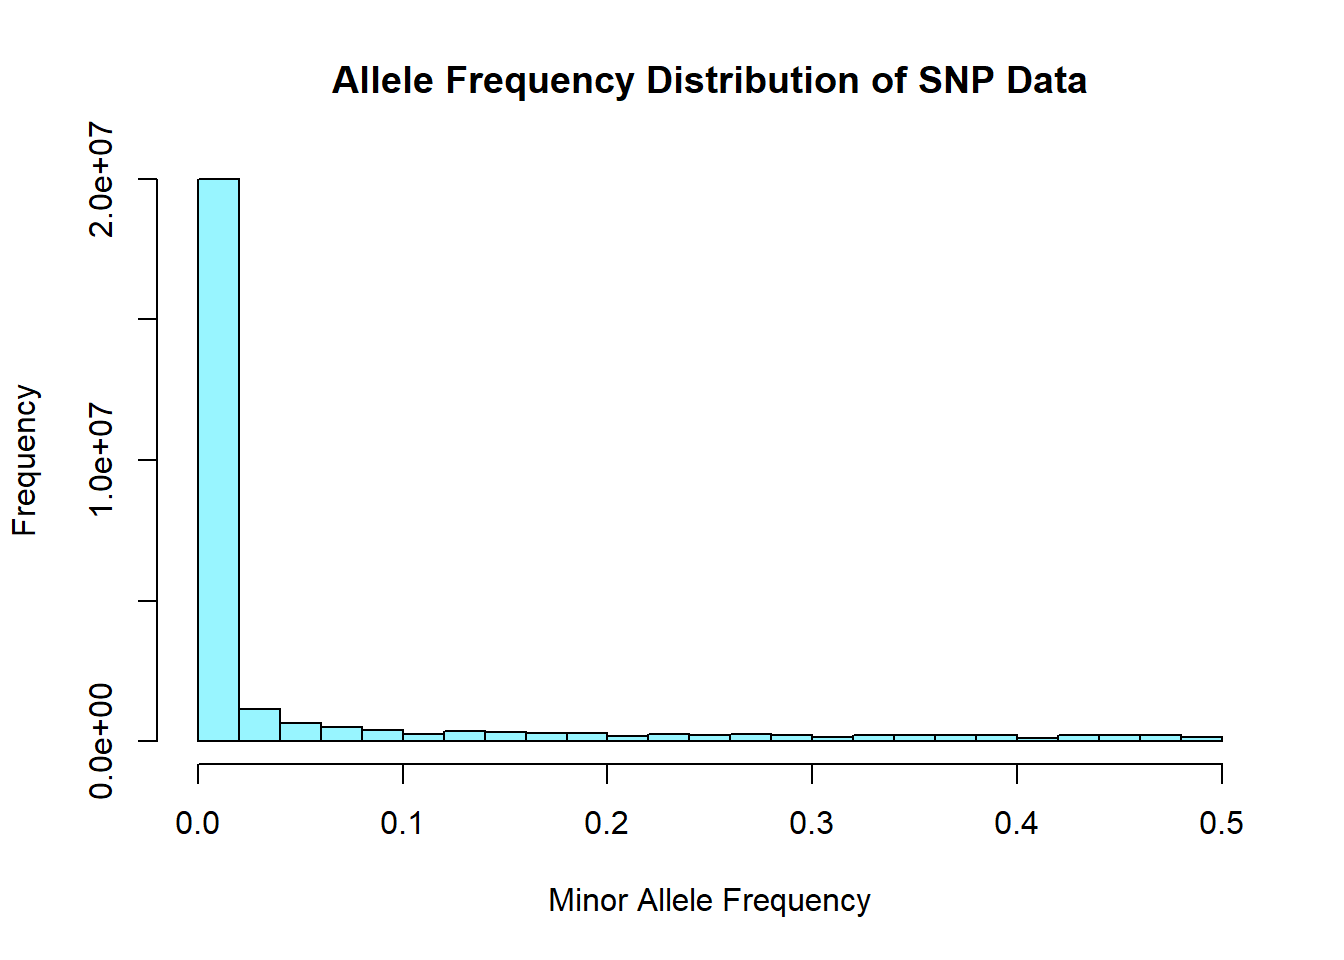 Allele Frequency Distribution of SNP Data
Frequency
2.0e+07
1.0e+07
0.0e+00
0.0 0.1 0.2 0.3 0.4 0.5
Minor Allele Frequency